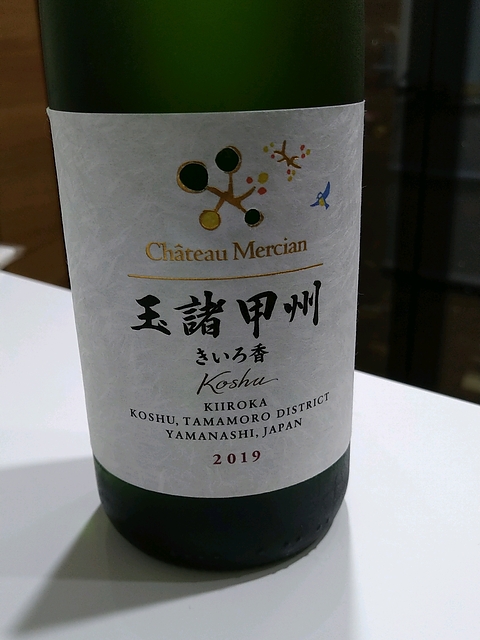 Château Mercian
玉諸甲州
きいろ香
Koshu
KIIROKA
KOSHU, TAMAMORO DISTRICT
YAMANASHI, JAPAN
2019